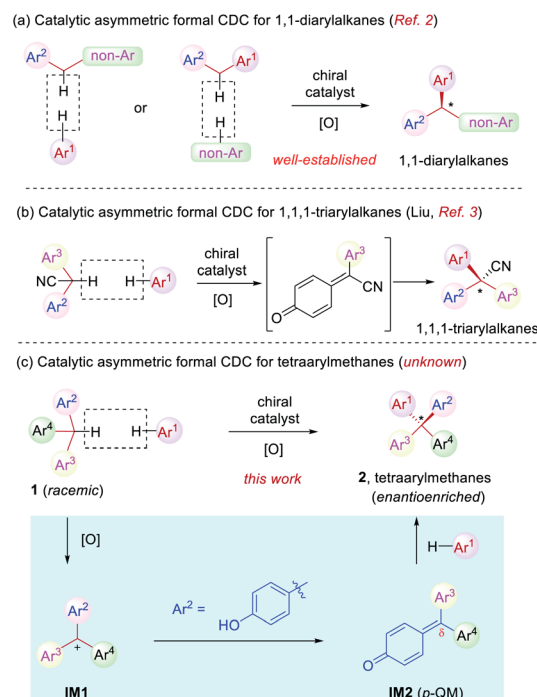 (a) Catalytic asymmetric formal CDC for 1,1-diarylalkanes (Ref. 2)
Ar² non-Ar
H
H
Ar¹
or
Ar² Ar¹
H
H
non-Ar
chiral
catalyst
[O]
well-established
Ar¹
*
Ar² non-Ar
1,1-diarylalkanes
(b) Catalytic asymmetric formal CDC for 1,1,1-triarylalkanes (Liu, Ref. 3)
Ar³
NC H H Ar¹
Ar²
chiral
catalyst
[O]
Ar³
CN
O
Ar¹ CN
Ar² * Ar³
1,1,1-triarylalkanes
(c) Catalytic asymmetric formal CDC for tetraarylmethanes (unknown)
Ar²
Ar⁴ H H Ar¹
Ar³
1 (racemic)
chiral
catalyst
[O]
this work
Ar¹ * Ar²
Ar³ Ar⁴
2, tetraarylmethanes
(enantioenriched)
[O]
H Ar¹
Ar²
+
Ar³ Ar⁴
IM1
Ar² =
HO
Ar³
Ar⁴
δ
O
IM2 (p-QM)